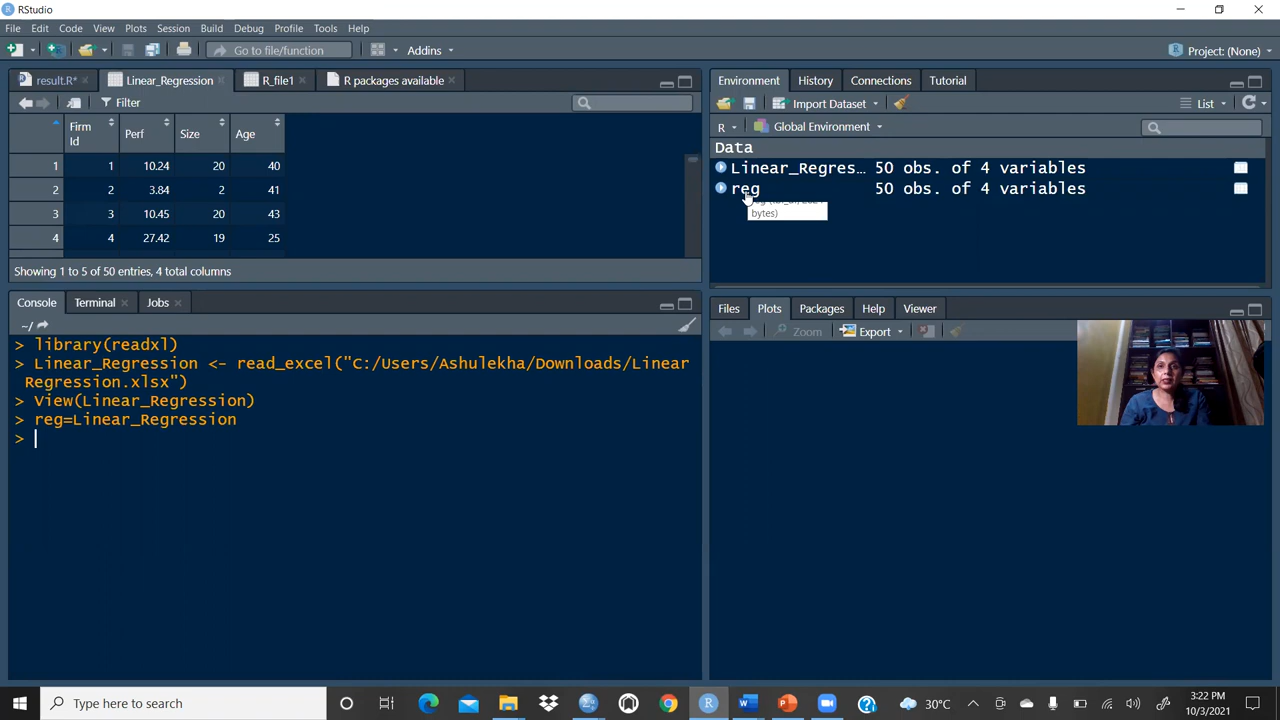 RStudio
File Edit Code View Plots Session Build Debug Profile Tools Help
Go to file/function Addins Project: (None)
result.R* Linear_Regression R_file1 R packages available
Filter
Firm Id Perf Size Age
1 1 10.24 20 40
2 2 3.84 2 41
3 3 10.45 20 43
4 4 27.42 19 25
Showing 1 to 5 of 50 entries, 4 total columns
Console Terminal Jobs
~/
> library(readxl)
> Linear_Regression <- read_excel("C:/Users/Ashulekha/Downloads/Linear
Regression.xlsx")
> View(Linear_Regression)
> reg=Linear_Regression
>
Environment History Connections Tutorial
Import Dataset List
R Global Environment
Data
Linear_Regres… 50 obs. of 4 variables
reg 50 obs. of 4 variables
bytes)
Files Plots Packages Help Viewer
Zoom Export
Type here to search
30°C
3:22 PM
10/3/2021